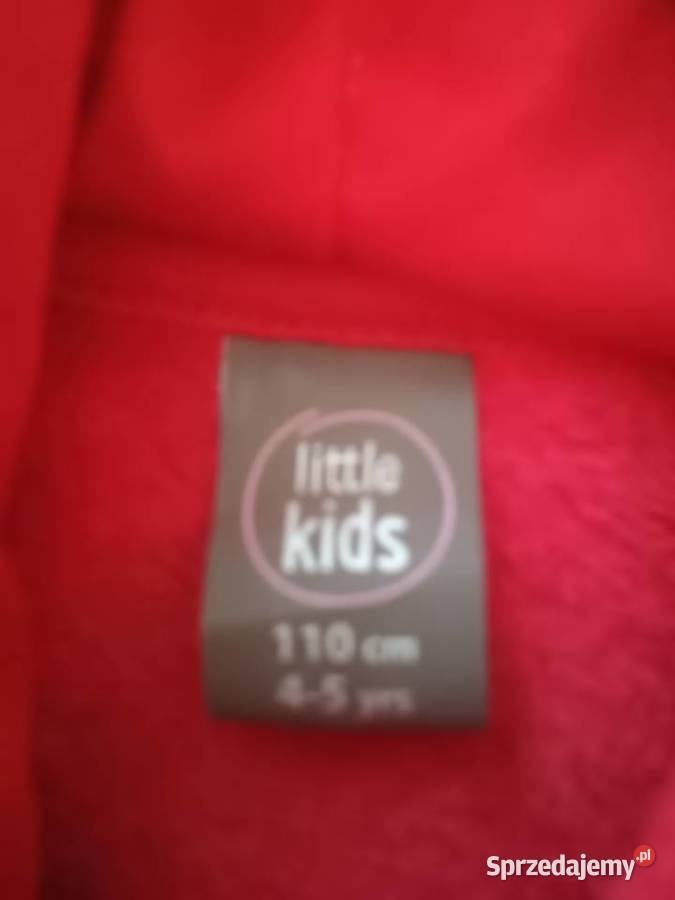 little
kids
110 cm
4-5 yrs
Sprzedajemy.pl